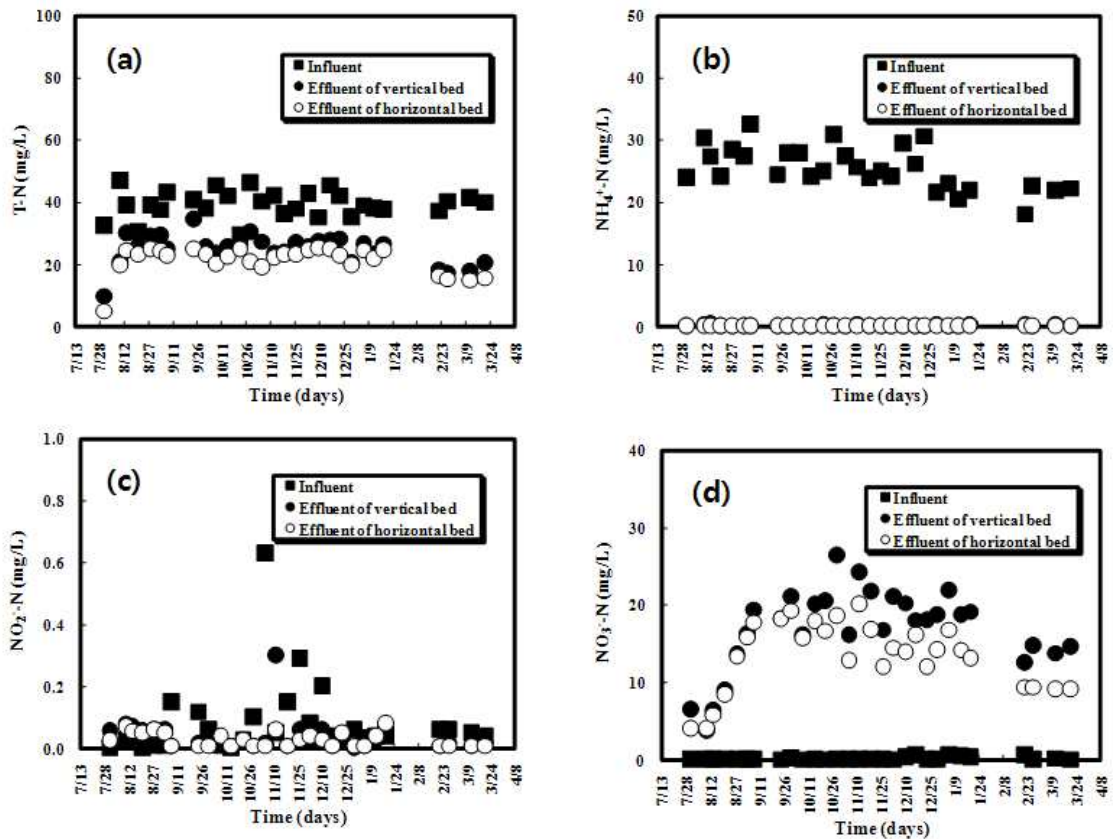 (a)
Influent
Effluent of vertical bed
Effluent of horizontal bed
T-N (mg/L)
100
80
60
40
20
0
7/13 7/28 8/12 8/27 9/11 9/26 10/11 10/26 11/10 11/25 12/10 12/25 1/9 1/24 2/8 2/23 3/9 3/24 4/8
Time (days)
(b)
Influent
Effluent of vertical bed
Effluent of horizontal bed
NH₄⁺-N (mg/L)
50
40
30
20
10
0
7/13 7/28 8/12 8/27 9/11 9/26 10/11 10/26 11/10 11/25 12/10 12/25 1/9 1/24 2/8 2/23 3/9 3/24 4/8
Time (days)
(c)
Influent
Effluent of vertical bed
Effluent of horizontal bed
NO₂⁻-N (mg/L)
1.0
0.8
0.6
0.4
0.2
0.0
7/13 7/28 8/12 8/27 9/11 9/26 10/11 10/26 11/10 11/25 12/10 12/25 1/9 1/24 2/8 2/23 3/9 3/24 4/8
Time (days)
(d)
Influent
Effluent of vertical bed
Effluent of horizontal bed
NO₃⁻-N (mg/L)
40
30
20
10
0
7/13 7/28 8/12 8/27 9/11 9/26 10/11 10/26 11/10 11/25 12/10 12/25 1/9 1/24 2/8 2/23 3/9 3/24 4/8
Time (days)